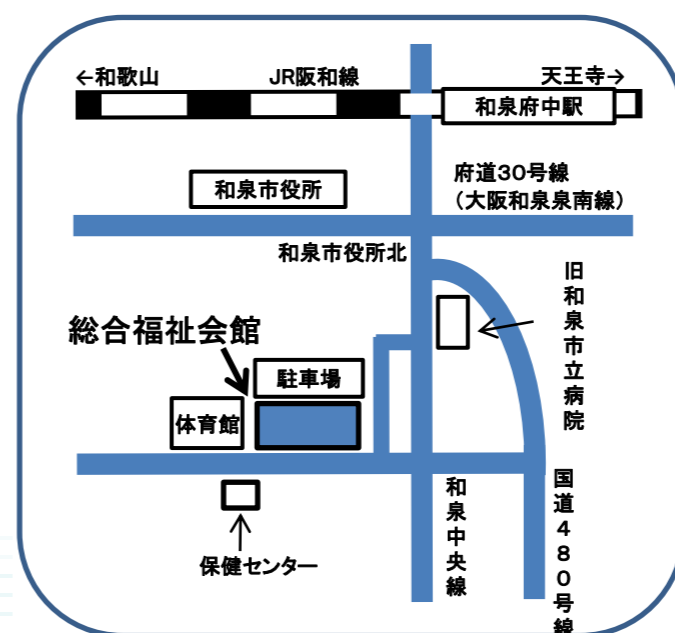 ←和歌山
JR阪和線
天王寺→
和泉府中駅
和泉市役所
府道30号線
(大阪和泉泉南線)
和泉市役所北
旧和泉市立病院
総合福祉会館
駐車場
体育館
保健センター
和泉中央線
国道480号線